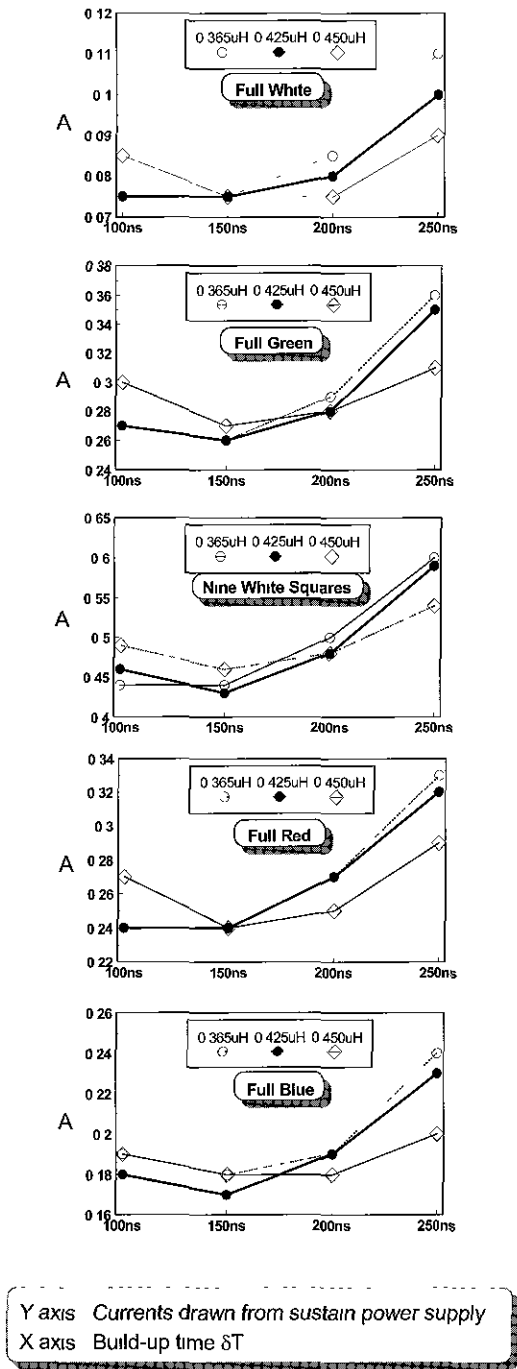 0 12
0 365uH 0 425uH 0 450uH
0 11
Full White
0 1
A
0 09
0 08
0 07
100ns 150ns 200ns 250ns
0 38
0 36
0 365uH 0 425uH 0 450uH
0 34
Full Green
0 32
A
0 3
0 28
0 26
0 24
100ns 150ns 200ns 250ns
0 65
0 365uH 0 425uH 0 450uH
0 6
Nine White Squares
0 55
A
0 5
0 45
0 4
100ns 150ns 200ns 250ns
0 34
0 365uH 0 425uH 0 450uH
0 32
Full Red
0 3
A
0 28
0 26
0 24
0 22
100ns 150ns 200ns 250ns
0 26
0 365uH 0 425uH 0 450uH
0 24
Full Blue
0 22
A
0 2
0 18
0 16
100ns 150ns 200ns 250ns
Y axis Currents drawn from sustain power supply
X axis Build-up time δT